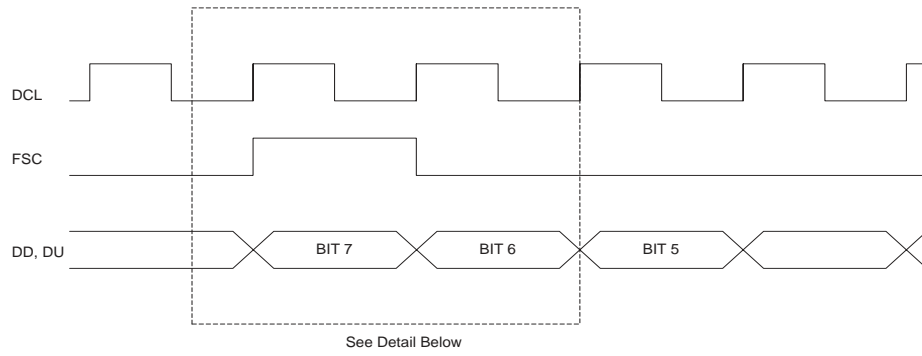 DCL
FSC
DD, DU
BIT 7
BIT 6
BIT 5
See Detail Below